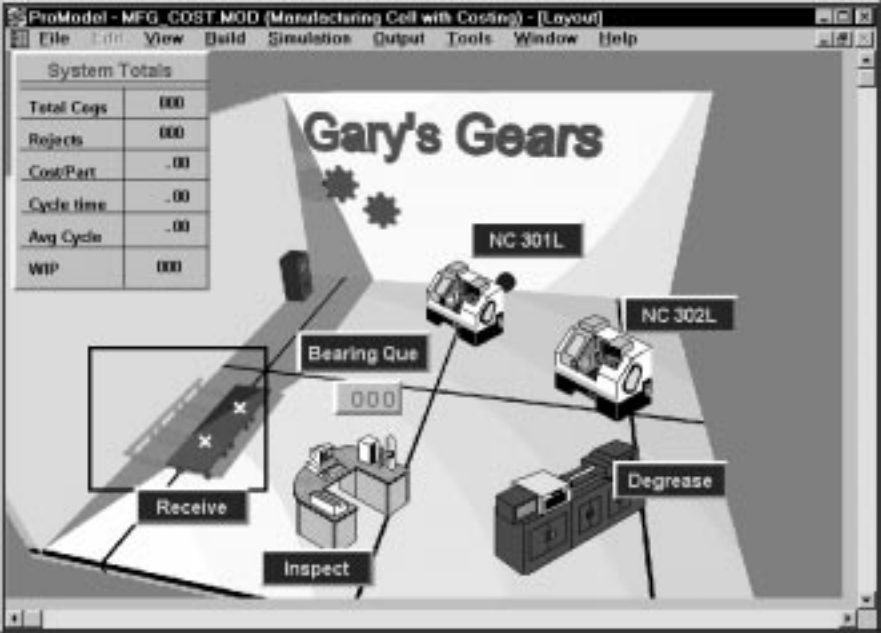 ProModel - MFG_COST.MOD (Manufacturing Cell with Costing) - [Layout]
File Edit View Build Simulation Output Tools Window Help
System Totals
Total Cogs 000
Rejects 000
Cost/Part .00
Cycle time .00
Avg Cycle .00
WIP 000
Gary's Gears
NC 301L
NC 302L
Bearing Que
000
Degrease
Receive
Inspect